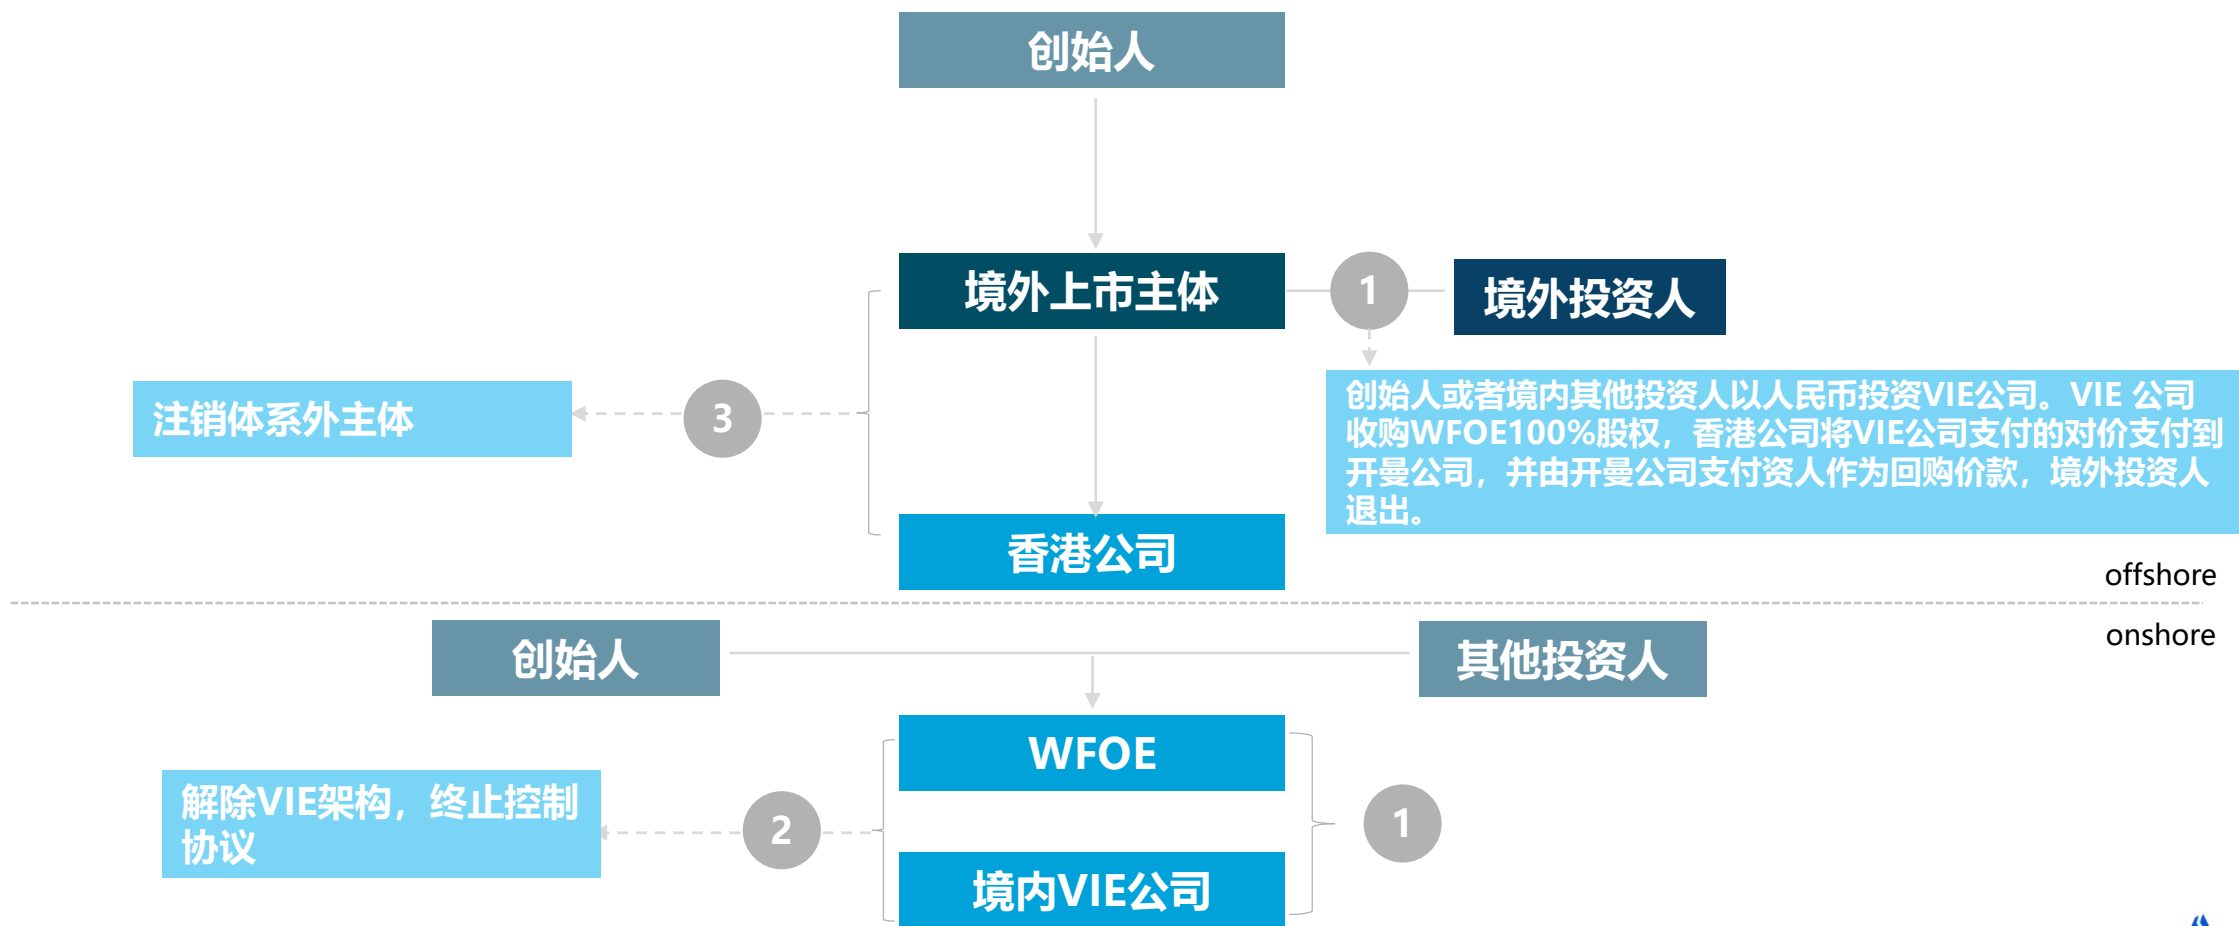 创始人
境外上市主体
1
境外投资人
注销体系外主体
3
创始人或者境内其他投资人以人民币投资VIE公司。VIE 公司
收购WFOE100%股权，香港公司将VIE公司支付的对价支付到
开曼公司，并由开曼公司支付资人作为回购价款，境外投资人
退出。
香港公司
offshore
onshore
创始人
其他投资人
WFOE
解除VIE架构，终止控制
协议
2
1
境内VIE公司